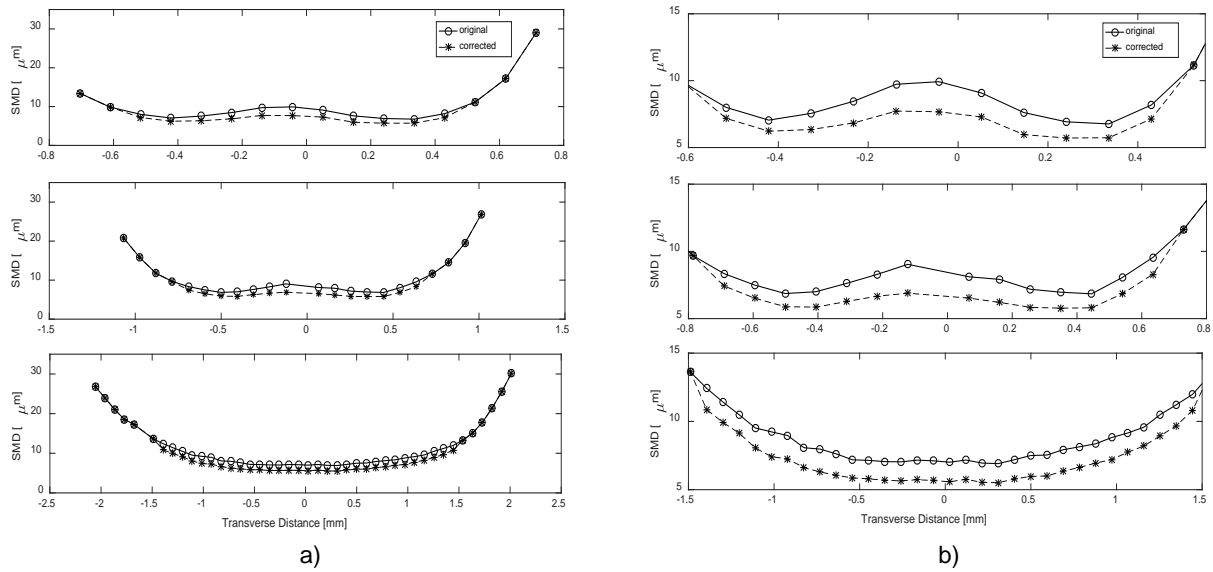 30
20
10
0
SMD [ μm]
original
corrected
-0.8 -0.6 -0.4 -0.2 0 0.2 0.4 0.6 0.8
30
20
10
0
SMD [ μm]
-1.5 -1 -0.5 0 0.5 1 1.5
30
20
10
0
SMD [ μm]
-2.5 -2 -1.5 -1 -0.5 0 0.5 1 1.5 2 2.5
Transverse Distance [mm]
a)
15
10
5
SMD [ μm]
original
corrected
-0.6 -0.4 -0.2 0 0.2 0.4
15
10
5
SMD [ μm]
-0.8 -0.6 -0.4 -0.2 0 0.2 0.4 0.6 0.8
15
10
5
SMD [ μm]
-1.5 -1 -0.5 0 0.5 1 1.5
Transverse Distance [mm]
b)